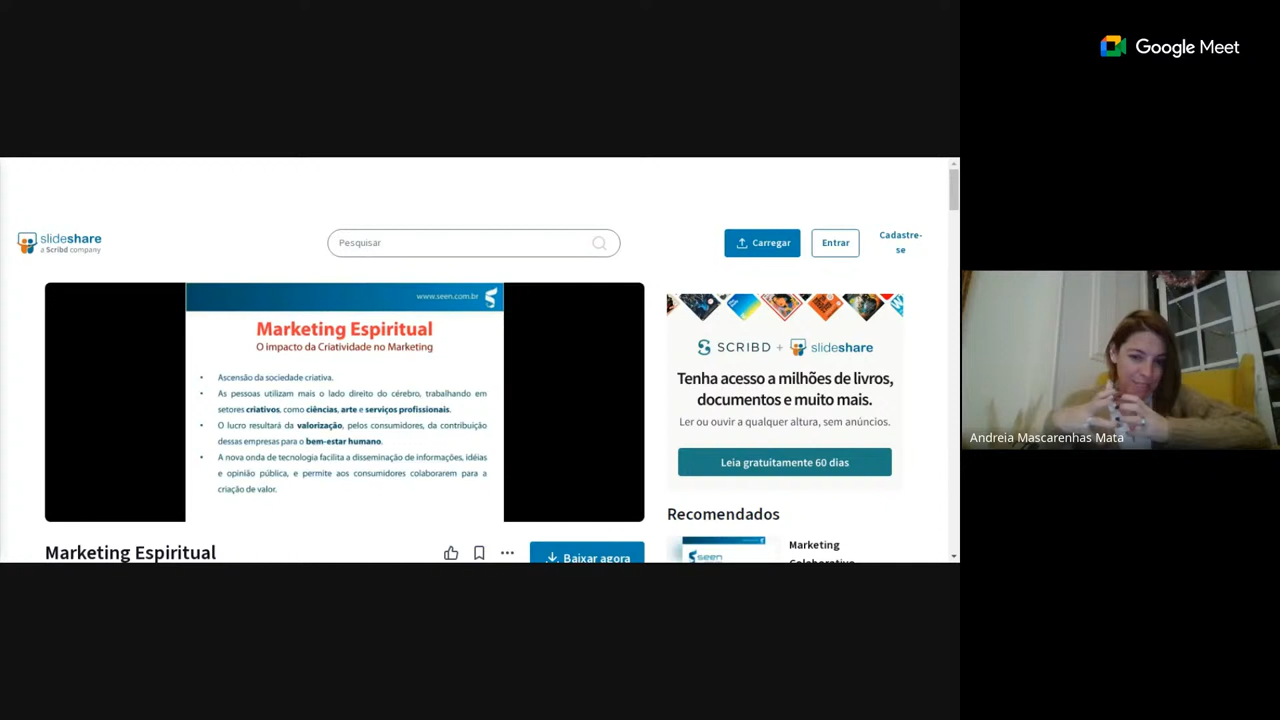 Google Meet
slideshare
a Scribd company
Pesquisar
Carregar
Entrar
Cadastre-
se
www.seen.com.br
Marketing Espiritual
O impacto da Criatividade no Marketing
• Ascensão da sociedade criativa.
• As pessoas utilizam mais o lado direito do cérebro, trabalhando em
setores criativos, como ciências, arte e serviços profissionais.
• O lucro resultará da valorização, pelos consumidores, da contribuição
dessas empresas para o bem-estar humano.
• A nova onda de tecnologia facilita a disseminação de informações, idéias
e opinião pública, e permite aos consumidores colaborarem para a
criação de valor.
Marketing Espiritual
Baixar agora
SCRIBD + slideshare
Tenha acesso a milhões de livros,
documentos e muito mais.
Ler ou ouvir a qualquer altura, sem anúncios.
Leia gratuitamente 60 dias
Recomendados
seen
Marketing
Colaborativo
Andreia Mascarenhas Mata